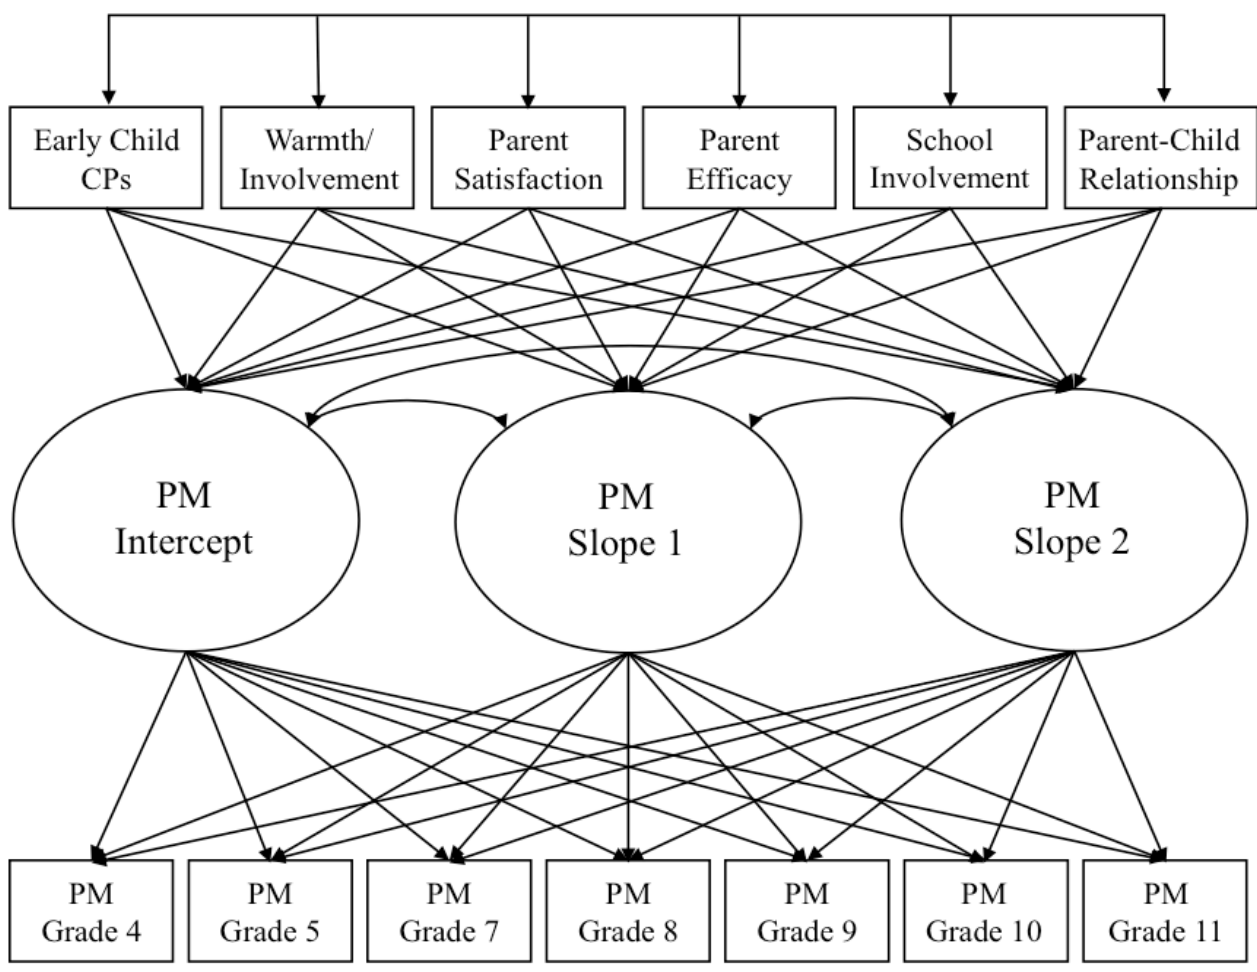 Early Child
CPs
Warmth/
Involvement
Parent
Satisfaction
Parent
Efficacy
School
Involvement
Parent-Child
Relationship
PM
Intercept
PM
Slope 1
PM
Slope 2
PM
Grade 4
PM
Grade 5
PM
Grade 7
PM
Grade 8
PM
Grade 9
PM
Grade 10
PM
Grade 11